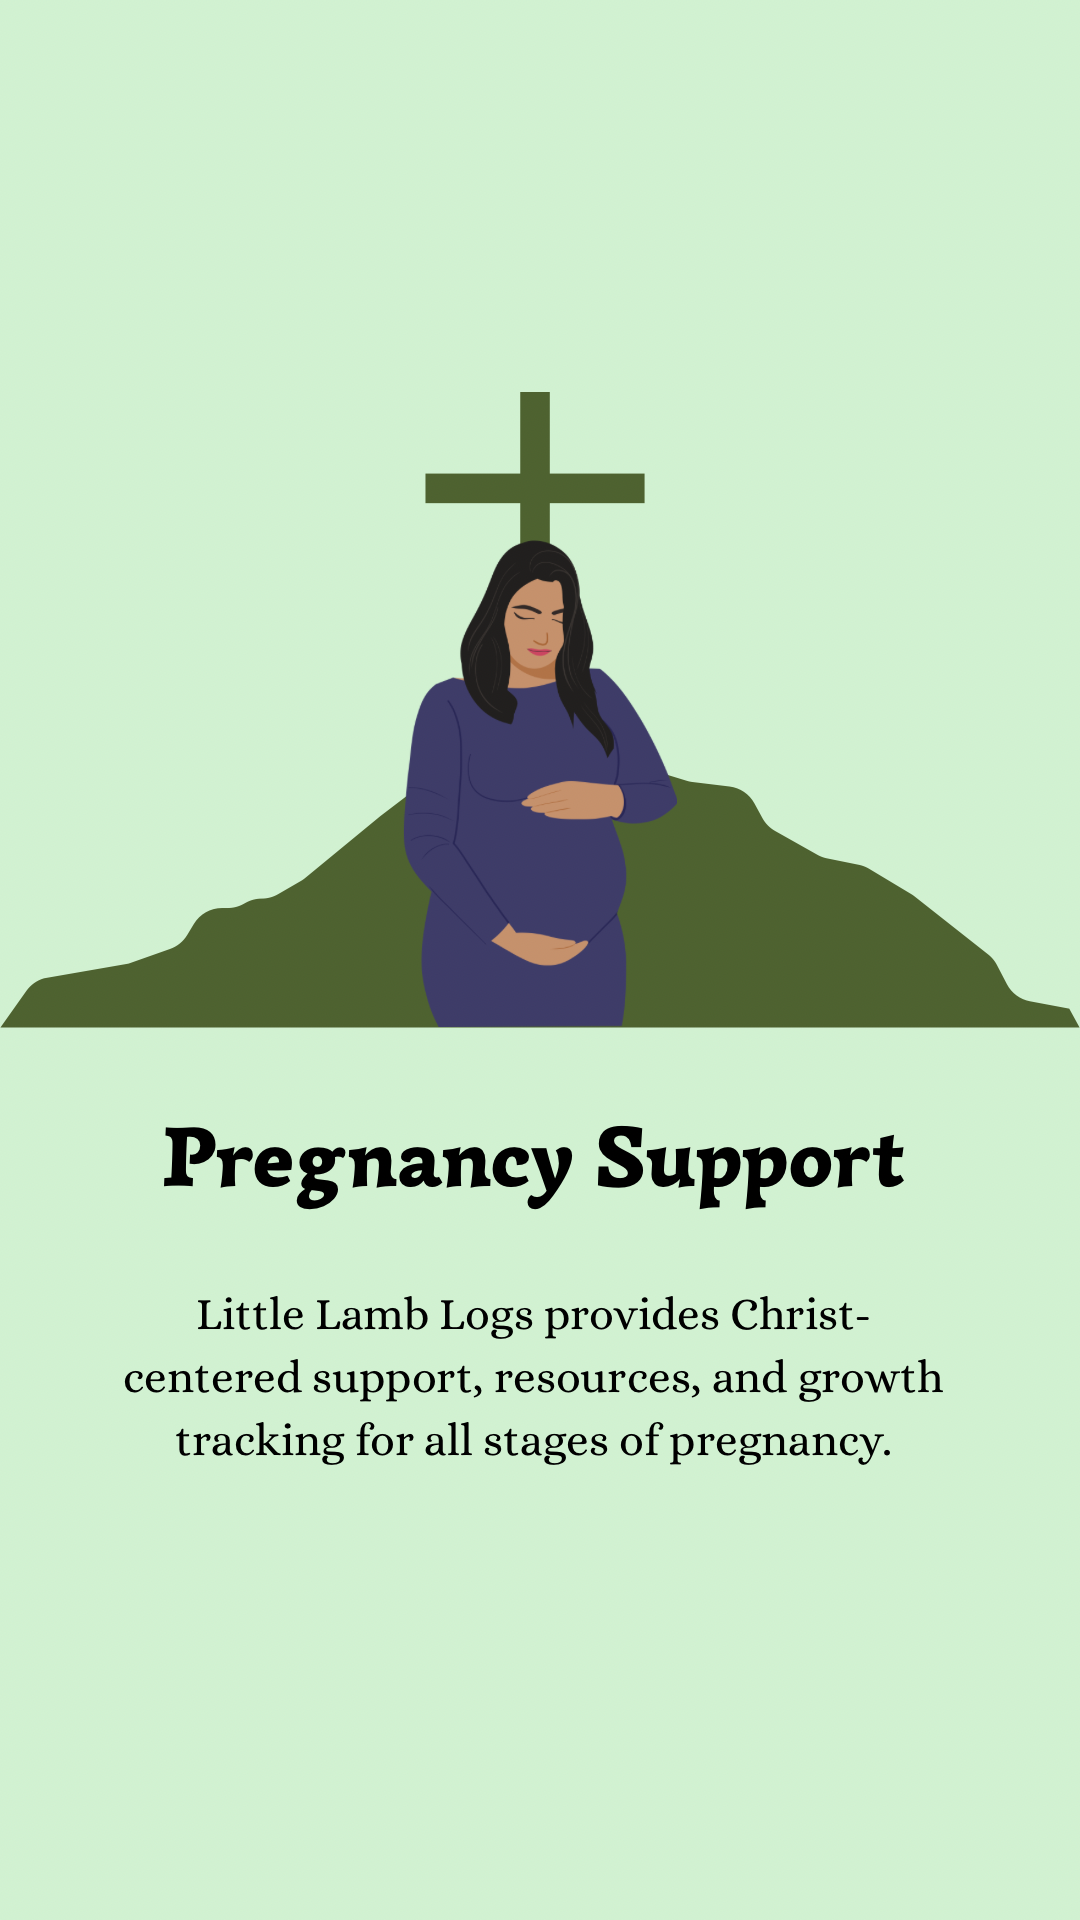 Pregnancy Support
Little Lamb Logs provides Christ-
centered support, resources, and growth
tracking for all stages of pregnancy.